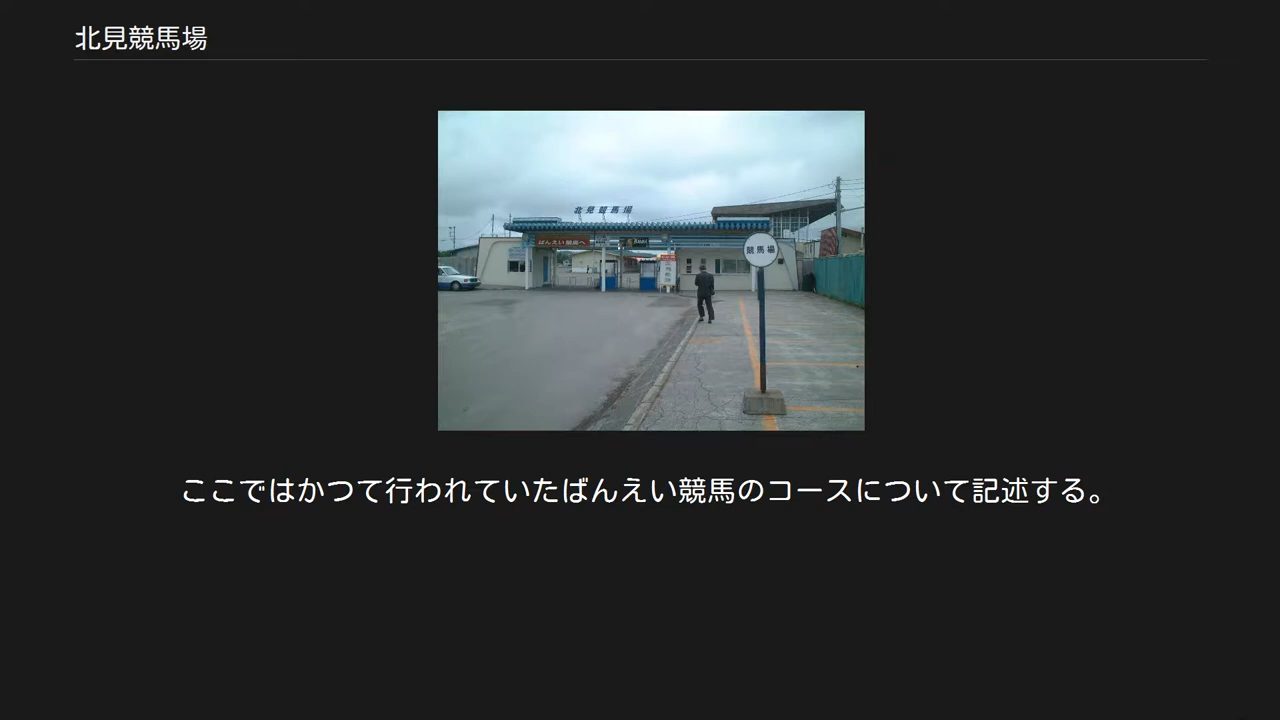 北見競馬場
北見競馬場
ばんえい競馬へ
競馬場
ここではかつて行われていたばんえい競馬のコースについて記述する。